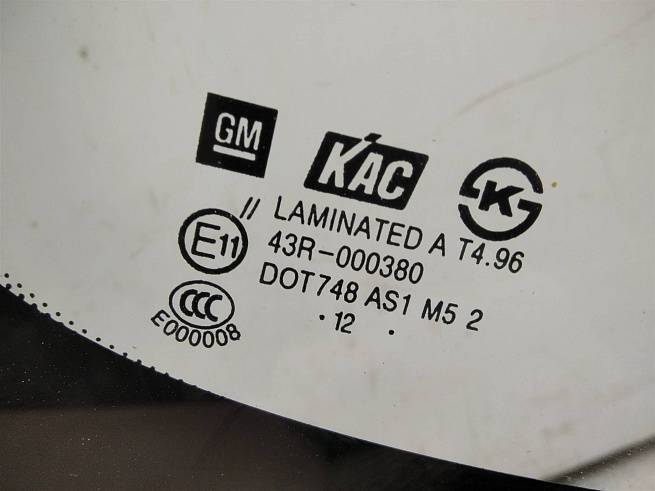 GM
KAC
K
// LAMINATED A T4.96
E11
43R-000380
DOT748 AS1 M5 2
CCC
E000008
. 12 .